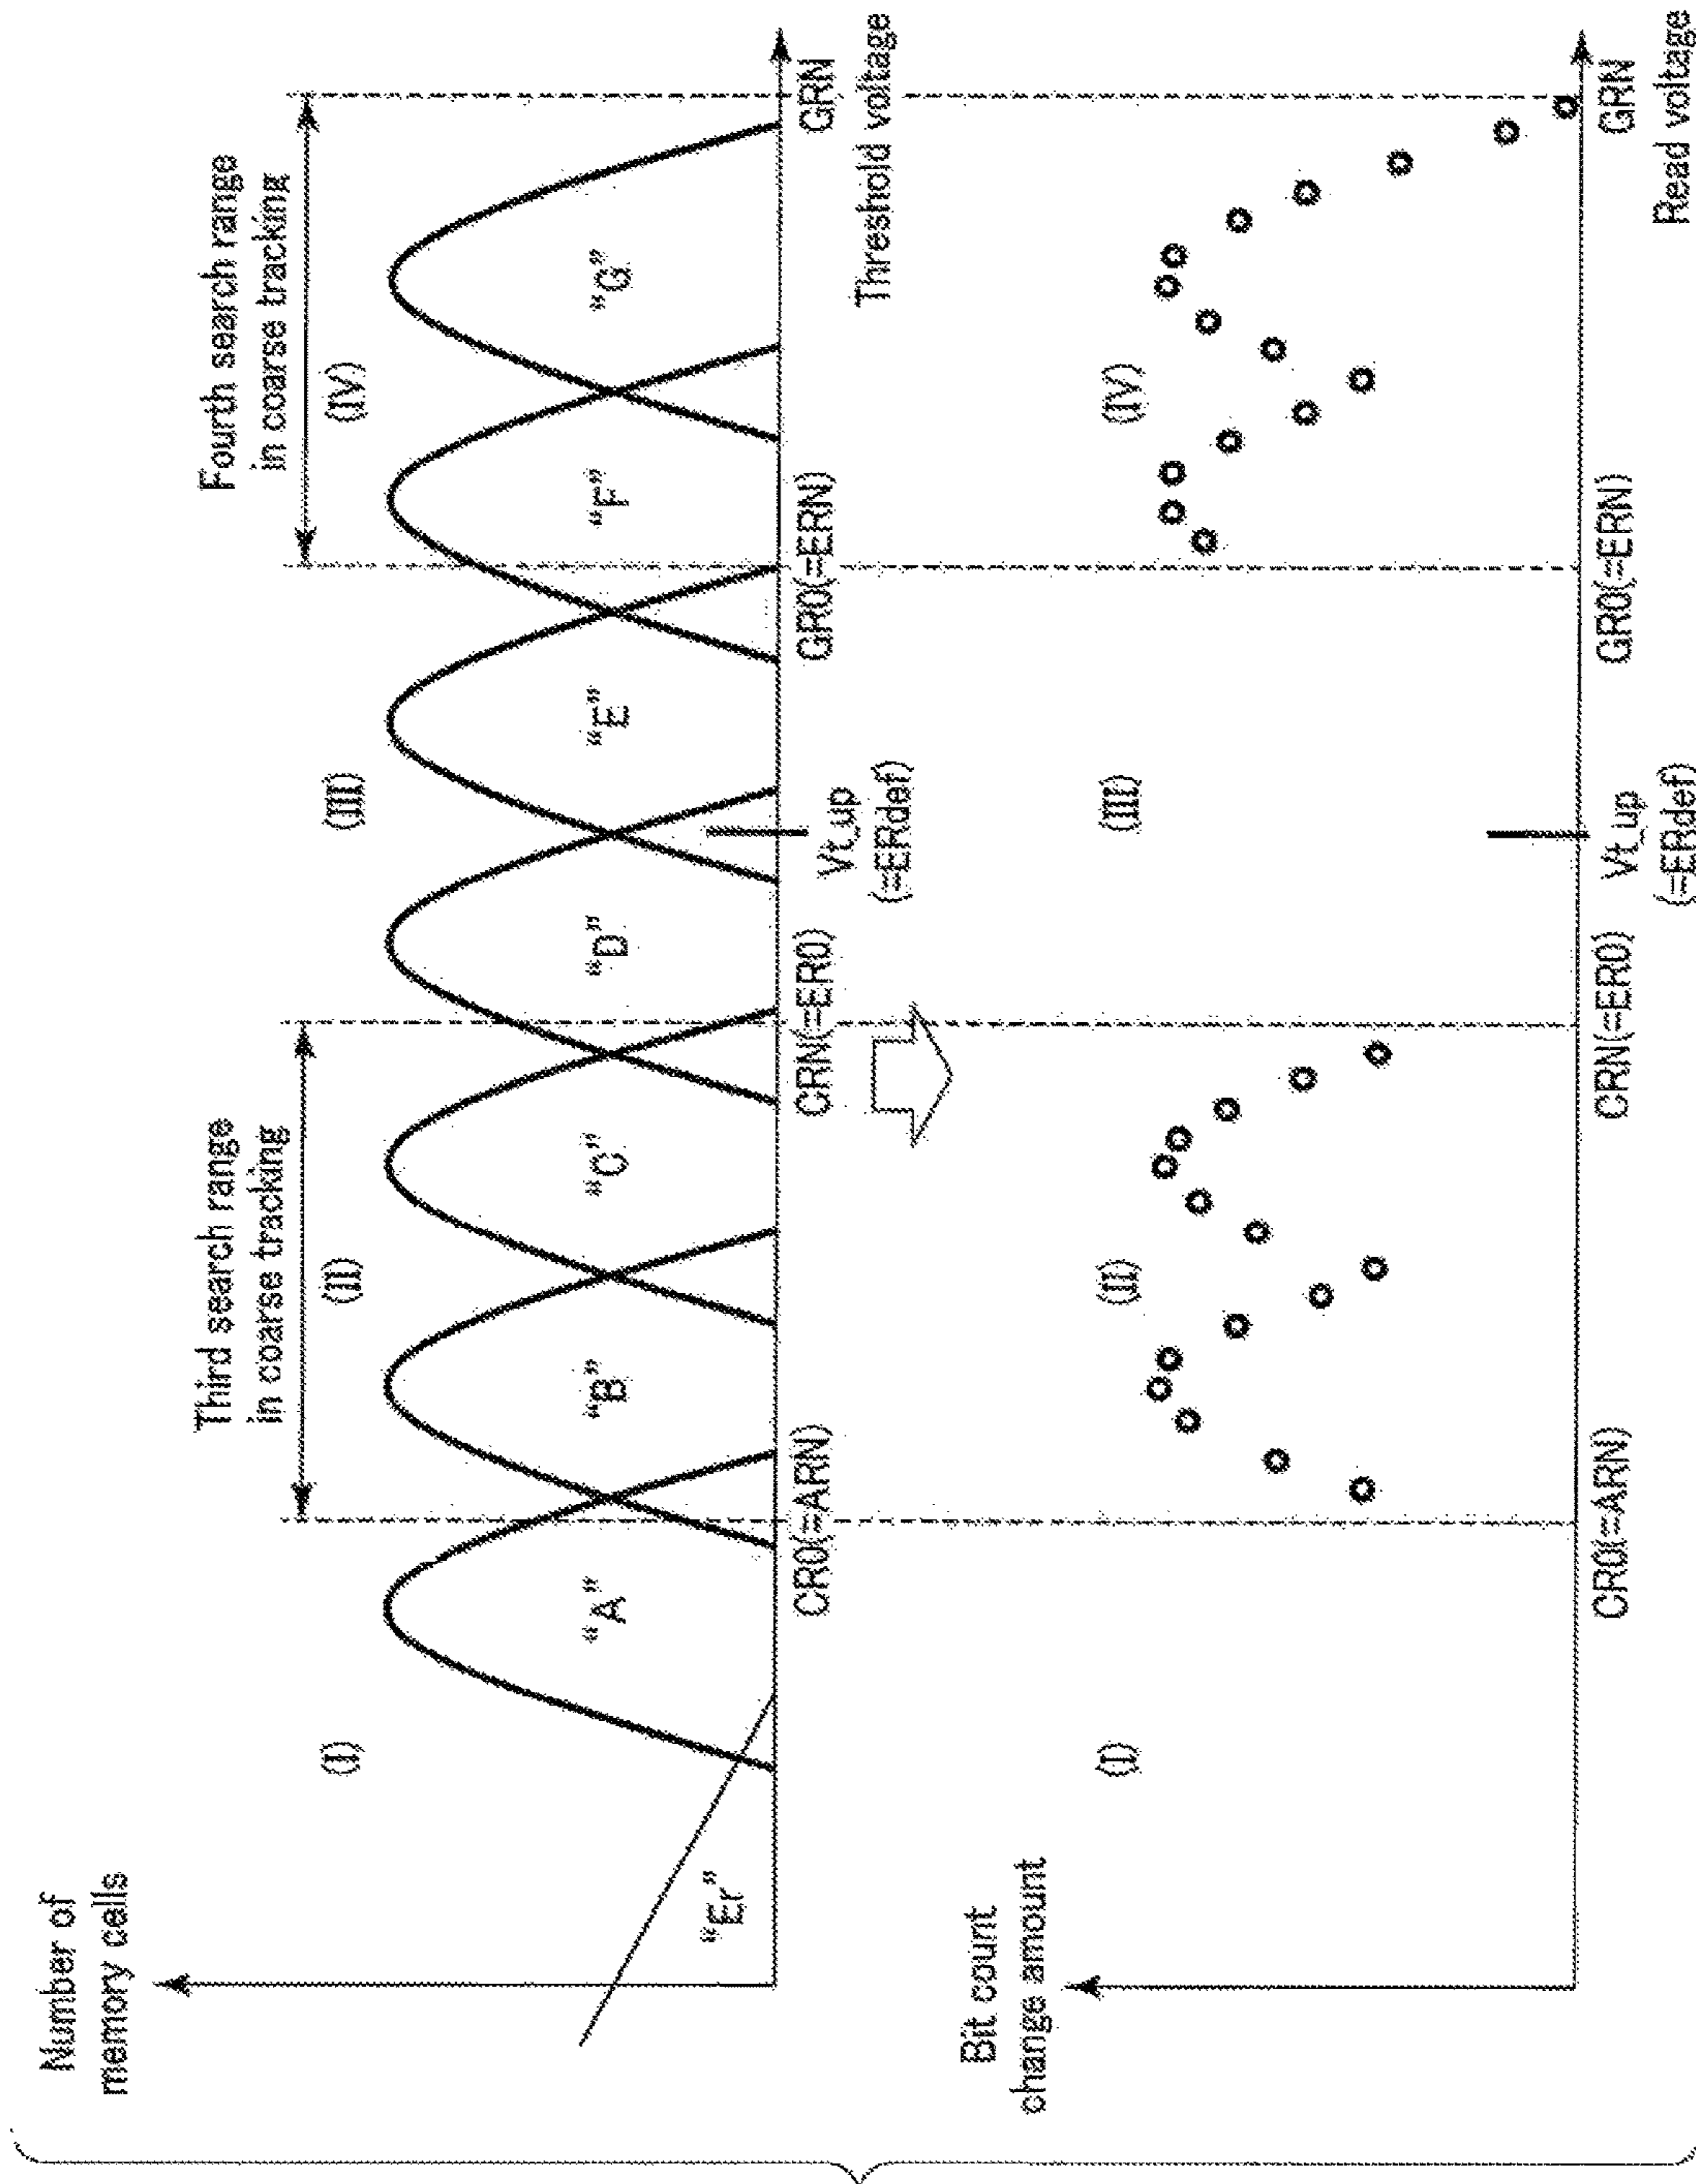 Number of
memory cells
Third search range
in coarse tracking
Fourth search range
in coarse tracking
(I)
(II)
(III)
(IV)
"Er"
"A"
"B"
"C"
"D"
"E"
"F"
"G"
CR0(=ARN)
CRN(=ER0)
Vt_up
(=ERdef)
GR0(=ERN)
GRN
Threshold voltage
Bit count
change amount
(I)
(II)
(III)
(IV)
CR0(=ARN)
CRN(=ER0)
Vt_up
(=ERdef)
GR0(=ERN)
GRN
Read voltage